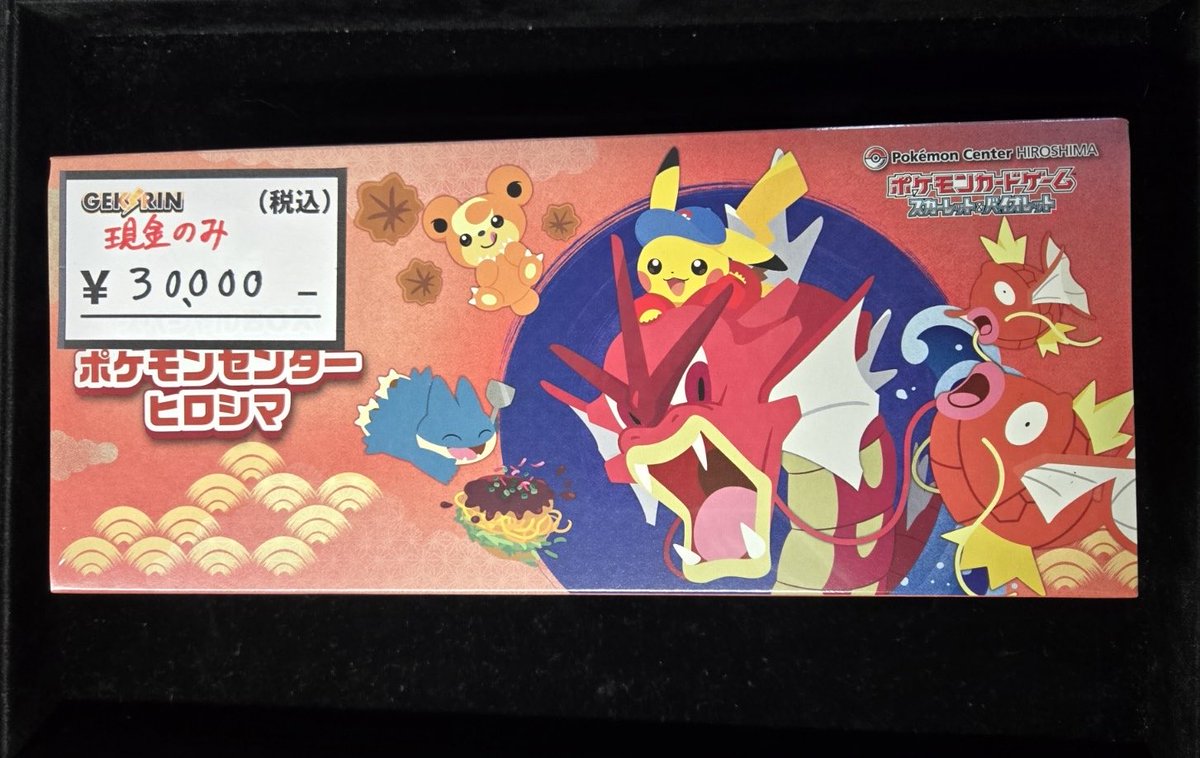 GEKIRIN (税込)
現金のみ
¥ 30,000 −
ポケモンセンター
ヒロシマ
Pokémon Center HIROSHIMA
ポケモンカードゲーム
スカーレット&バイオレット